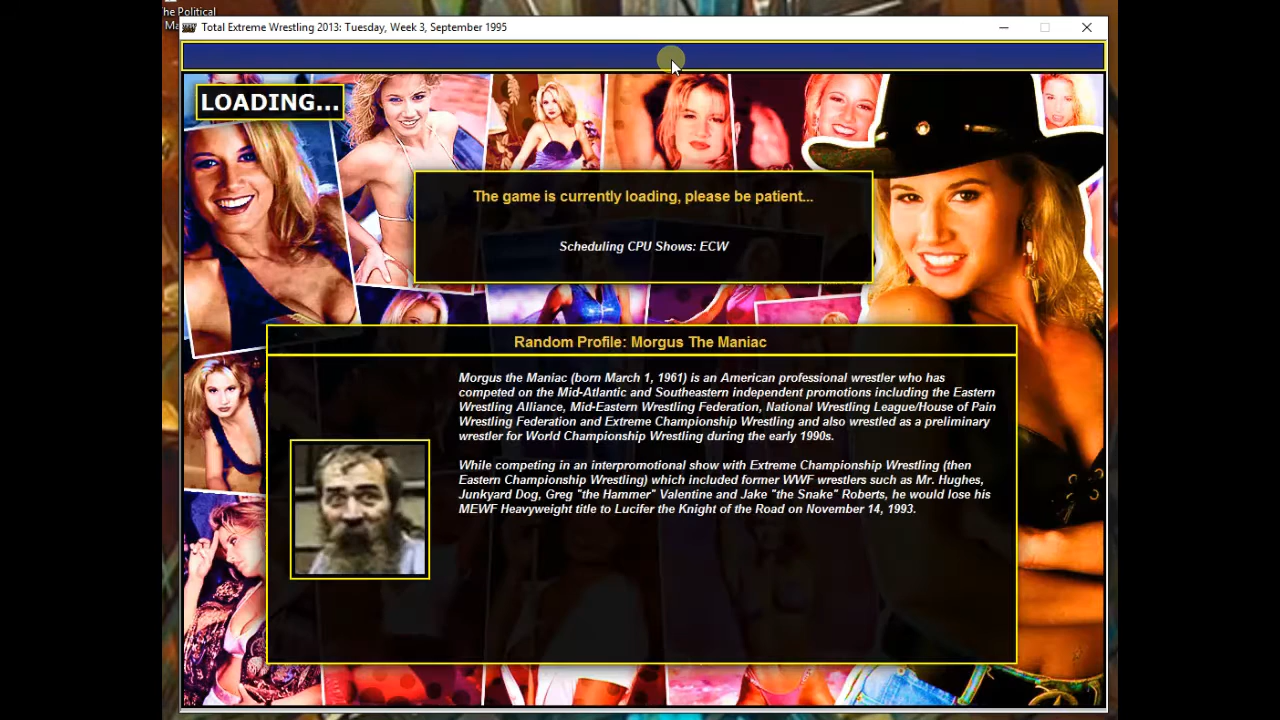 he Political
Ma
Total Extreme Wrestling 2013: Tuesday, Week 3, September 1995
LOADING...
The game is currently loading, please be patient...
Scheduling CPU Shows: ECW
Random Profile: Morgus The Maniac
Morgus the Maniac (born March 1, 1961) is an American professional wrestler who has
competed on the Mid-Atlantic and Southeastern independent promotions including the Eastern
Wrestling Alliance, Mid-Eastern Wrestling Federation, National Wrestling League/House of Pain
Wrestling Federation and Extreme Championship Wrestling and also wrestled as a preliminary
wrestler for World Championship Wrestling during the early 1990s.
While competing in an interpromotional show with Extreme Championship Wrestling (then
Eastern Championship Wrestling) which included former WWF wrestlers such as Mr. Hughes,
Junkyard Dog, Greg "the Hammer" Valentine and Jake "the Snake" Roberts, he would lose his
MEWF Heavyweight title to Lucifer the Knight of the Road on November 14, 1993.